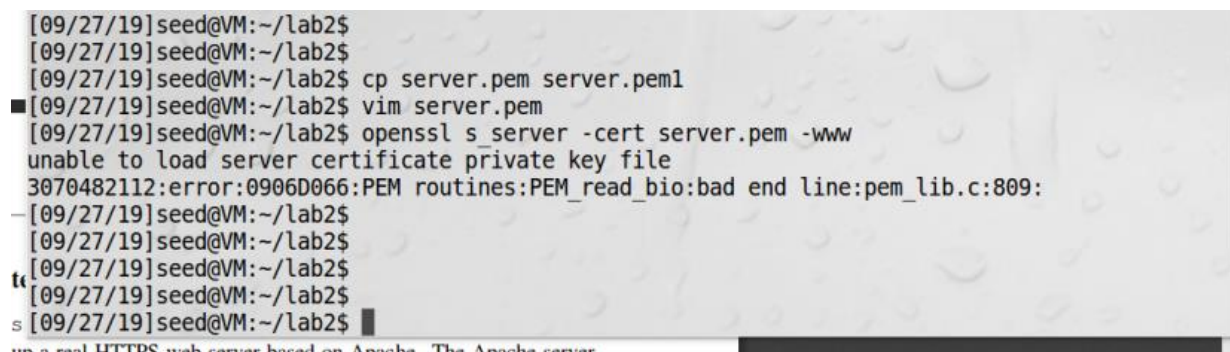 [09/27/19]seed@VM:~/lab2$
[09/27/19]seed@VM:~/lab2$
[09/27/19]seed@VM:~/lab2$ cp server.pem server.pem1
[09/27/19]seed@VM:~/lab2$ vim server.pem
[09/27/19]seed@VM:~/lab2$ openssl s_server -cert server.pem -www
unable to load server certificate private key file
3070482112:error:0906D066:PEM routines:PEM_read_bio:bad end line:pem_lib.c:809:
[09/27/19]seed@VM:~/lab2$
[09/27/19]seed@VM:~/lab2$
[09/27/19]seed@VM:~/lab2$
[09/27/19]seed@VM:~/lab2$
[09/27/19]seed@VM:~/lab2$
up a real HTTPS web server based on Apache. The Apache server